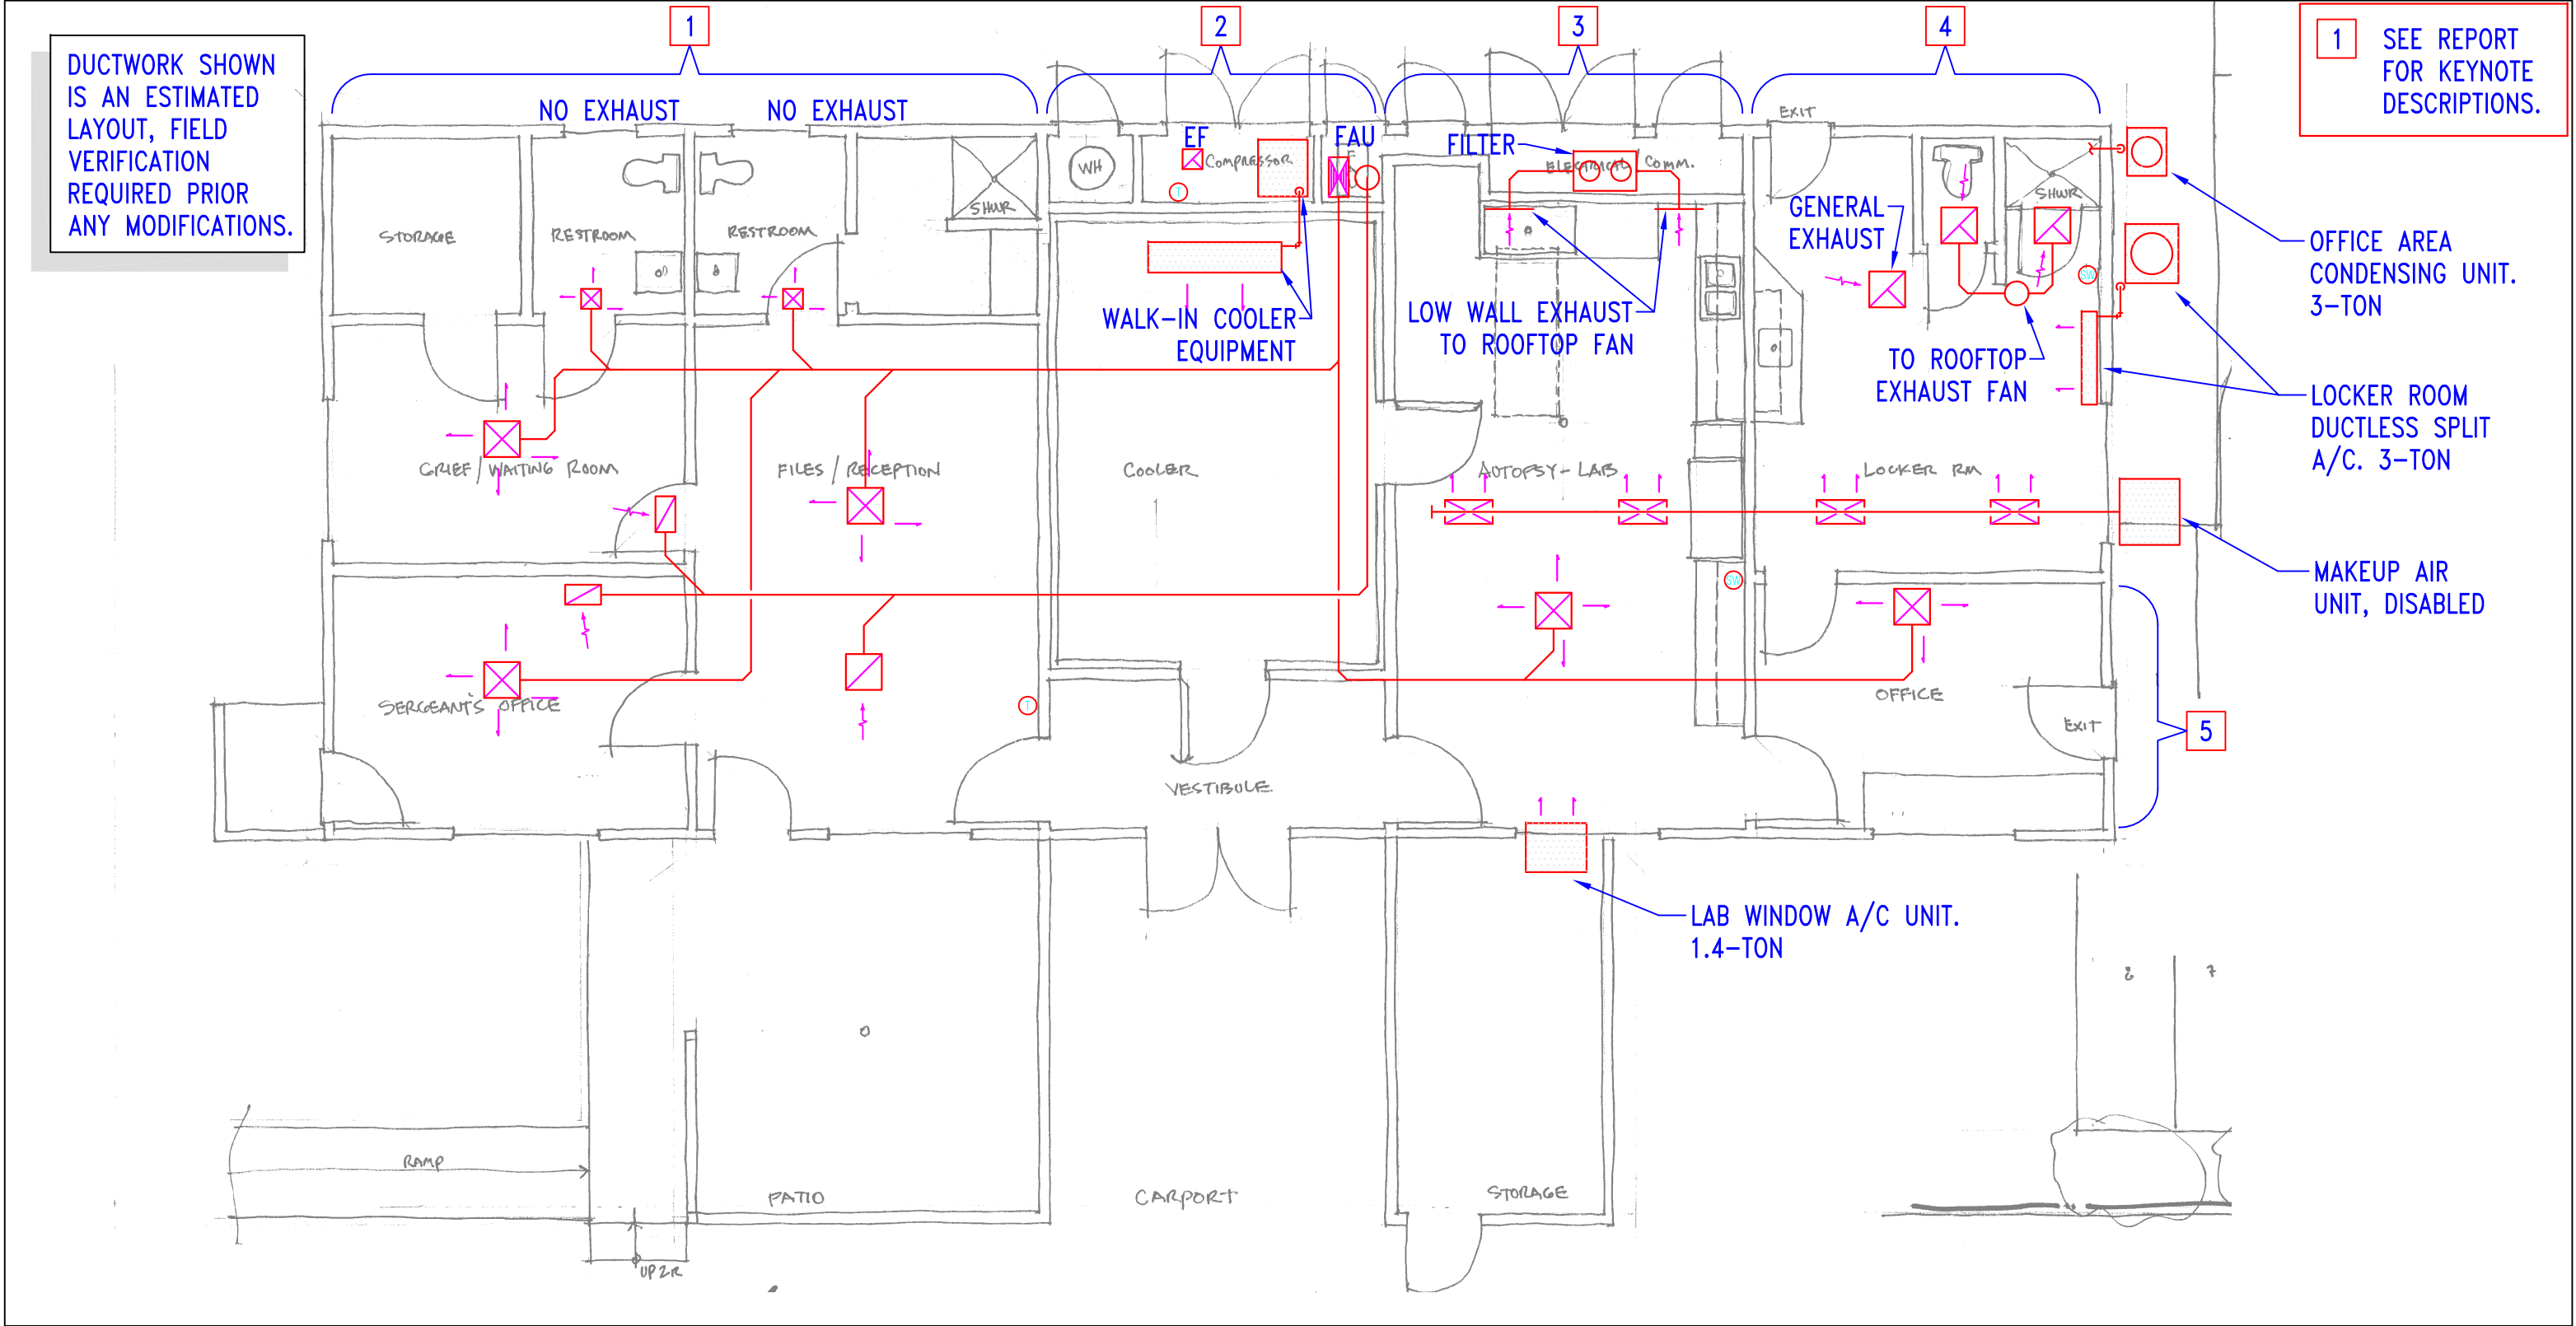 1
2
3
4
DUCTWORK SHOWN
IS AN ESTIMATED
LAYOUT, FIELD
VERIFICATION
REQUIRED PRIOR
ANY MODIFICATIONS.
1
SEE REPORT
FOR KEYNOTE
DESCRIPTIONS.
NO EXHAUST
NO EXHAUST
EXIT
EF
FAU
FILTER
WH
COMPRESSOR
ELECTRICAL / COMM.
T
SHWR
SHWR
STORAGE
RESTROOM
RESTROOM
GENERAL
EXHAUST
OFFICE AREA
CONDENSING UNIT.
3-TON
SW
WALK-IN COOLER
EQUIPMENT
LOW WALL EXHAUST
TO ROOFTOP FAN
TO ROOFTOP
EXHAUST FAN
LOCKER ROOM
DUCTLESS SPLIT
A/C. 3-TON
GRIEF / WAITING ROOM
FILES / RECEPTION
COOLER
AUTOPSY-LAB
LOCKER RM
MAKEUP AIR
UNIT, DISABLED
SW
SERGEANT'S OFFICE
T
OFFICE
EXIT
5
VESTIBULE
LAB WINDOW A/C UNIT.
1.4-TON
7
RAMP
PATIO
CARPORT
STORAGE
UP 2R